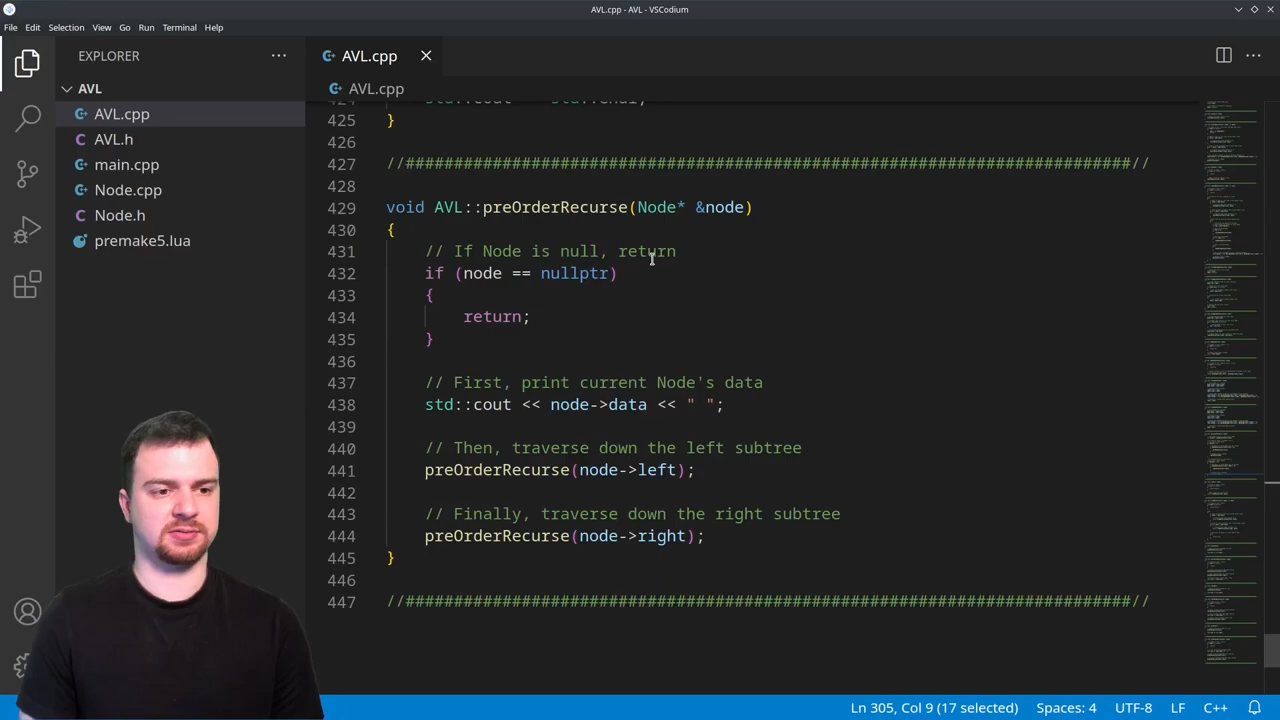 AVL.cpp - AVL - VSCodium
File Edit Selection View Go Run Terminal Help
EXPLORER
AVL.cpp
AVL
AVL.cpp
AVL.cpp
AVL.h
main.cpp
Node.cpp
Node.h
premake5.lua
425 }
426
427 //###########################################################################//
428
429 void AVL::preOrderRecurse(Node* &node)
430 {
431 // If Node is null, return
432 if (node == nullptr)
433 {
434 return;
435 }
436
437 // First, print current Node's data
438 std::cout << node->data << " ";
439
440 // Then, traverse down the left subtree
441 preOrderRecurse(node->left);
442
443 // Finally, traverse down the right subtree
444 preOrderRecurse(node->right);
445 }
446
447 //###########################################################################//
Ln 305, Col 9 (17 selected) Spaces: 4 UTF-8 LF C++